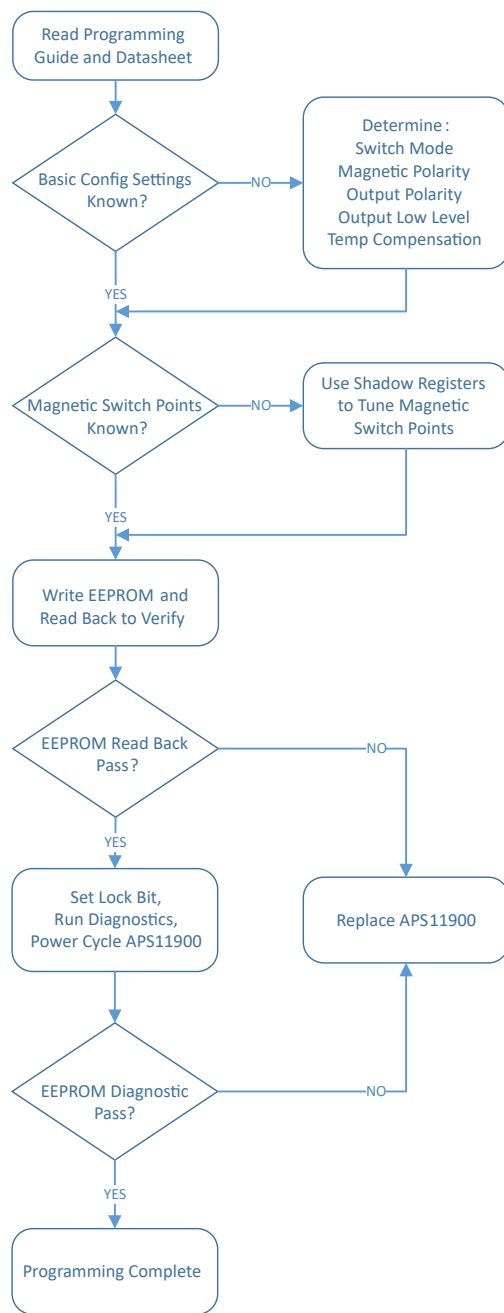 Read Programming
Guide and Datasheet
Basic Config Settings
Known?
NO
Determine:
Switch Mode
Magnetic Polarity
Output Polarity
Output Low Level
Temp Compensation
YES
Magnetic Switch Points
Known?
NO
Use Shadow Registers
to Tune Magnetic
Switch Points
YES
Write EEPROM and
Read Back to Verify
EEPROM Read Back
Pass?
NO
YES
Set Lock Bit,
Run Diagnostics,
Power Cycle APS11900
Replace APS11900
EEPROM Diagnostic
Pass?
NO
YES
Programming Complete